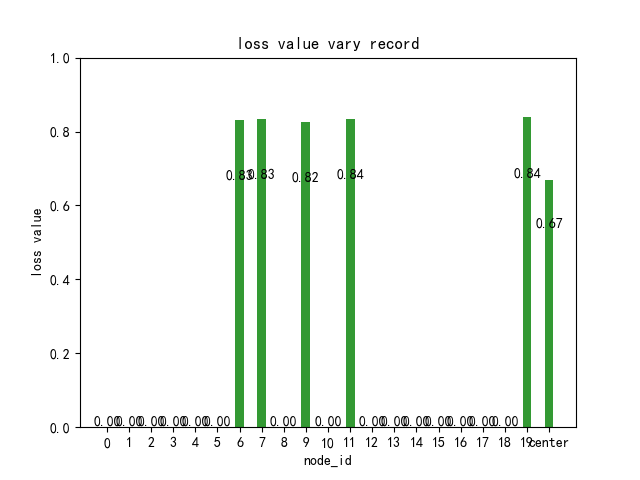 loss value vary record
1.0
0.8
0.6
0.4
0.2
0.0
loss value
0.83 0.83 0.82 0.84 0.84 0.67
0.00 0.00 0.00 0.00 0.00 0.00 0.00 0.00 0.00 0.00 0.00 0.00 0.00 0.00 0.00
0 1 2 3 4 5 6 7 8 9 10 11 12 13 14 15 16 17 18 19 center
node_id